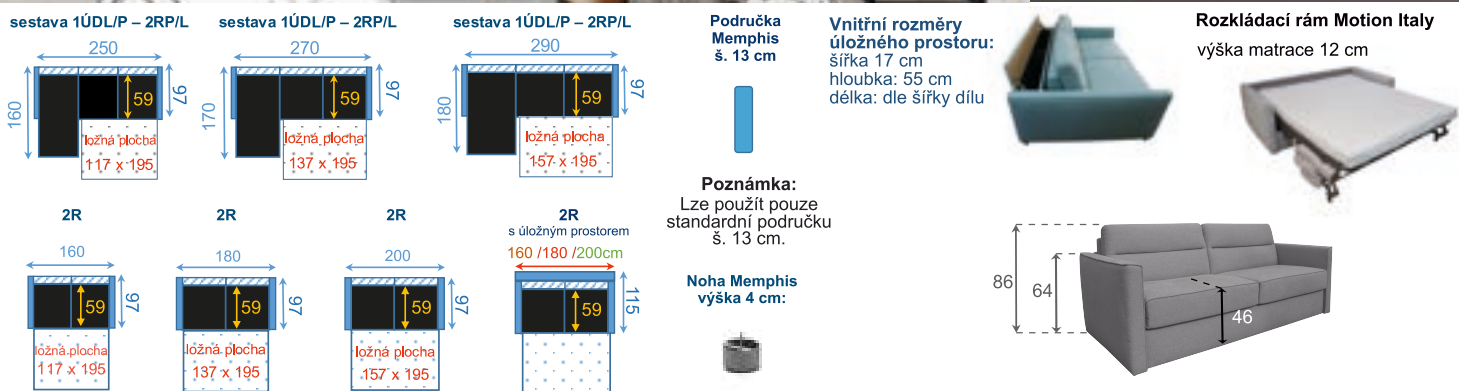 sestava 1ÚDL/P – 2RP/L
250
160
97
59
ložná plocha
117 x 195
sestava 1ÚDL/P – 2RP/L
270
170
97
59
ložná plocha
137 x 195
sestava 1ÚDL/P – 2RP/L
290
180
97
59
ložná plocha
157 x 195
Područka
Memphis
š. 13 cm
Vnitřní rozměry
úložného prostoru:
šířka 17 cm
hloubka: 55 cm
délka: dle šířky dílu
Rozkládací rám Motion Italy
výška matrace 12 cm
Poznámka:
Lze použít pouze
standardní područku
š. 13 cm.
2R
160
97
59
ložná plocha
117 x 195
2R
180
97
59
ložná plocha
137 x 195
2R
200
97
59
ložná plocha
157 x 195
2R
s úložným prostorem
160 /180 /200cm
115
59
Noha Memphis
výška 4 cm:
86
64
46